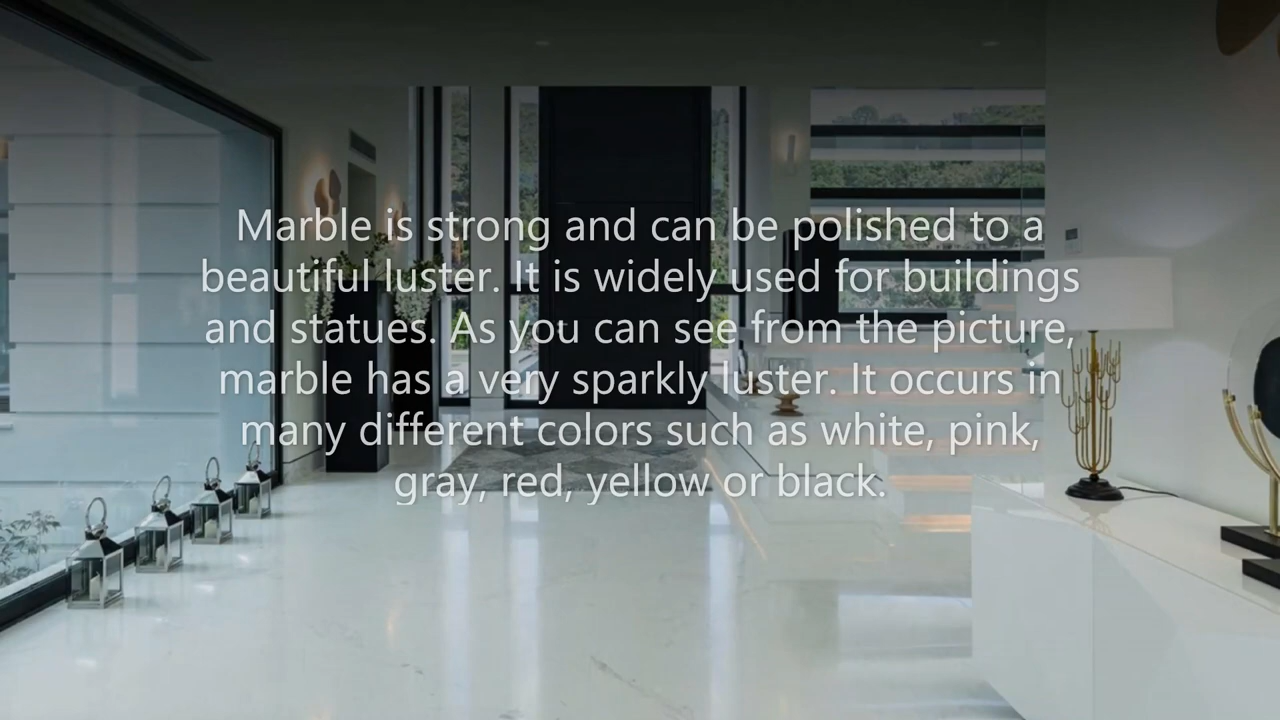 Marble is strong and can be polished to a
beautiful luster. It is widely used for buildings
and statues. As you can see from the picture,
marble has a very sparkly luster. It occurs in
many different colors such as white, pink,
gray, red, yellow or black.